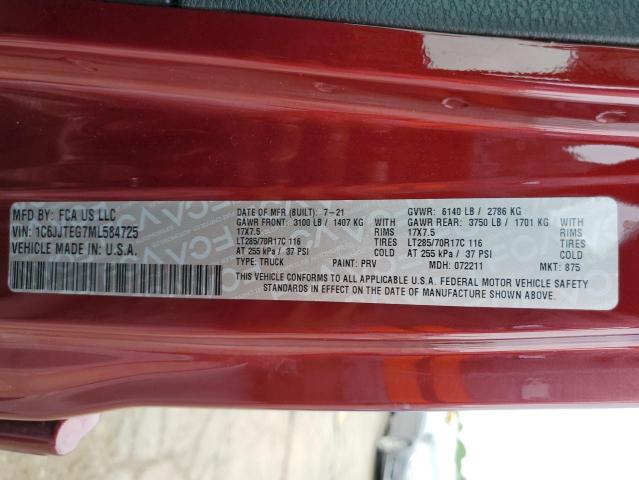 MFD BY: FCA US LLC
VIN: 1C6JJTEG7ML584725
VEHICLE MADE IN U.S.A.
DATE OF MFR (BUILT): 7-21
GAWR FRONT: 3100 LB / 1407 KG
17X7.5 RIMS
LT285/70R17C 116 TIRES
AT 255 kPa / 37 PSI COLD
TYPE: TRUCK PAINT: PRV
GVWR: 6140 LB / 2786 KG
GAWR REAR: 3750 LB / 1701 KG
17X7.5 RIMS
LT285/70R17C 116 TIRES
AT 255 kPa / 37 PSI COLD
MDH: 072211 MKT: 875
THIS VEHICLE CONFORMS TO ALL APPLICABLE U.S.A. FEDERAL MOTOR VEHICLE SAFETY
STANDARDS IN EFFECT ON THE DATE OF MANUFACTURE SHOWN ABOVE.